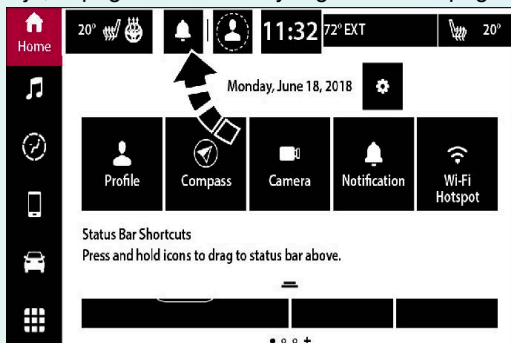 Home
20° 11:32 72° EXT 20°
Monday, June 18, 2018
Profile Compass Camera Notification Wi-Fi
Hotspot
Status Bar Shortcuts
Press and hold icons to drag to status bar above.